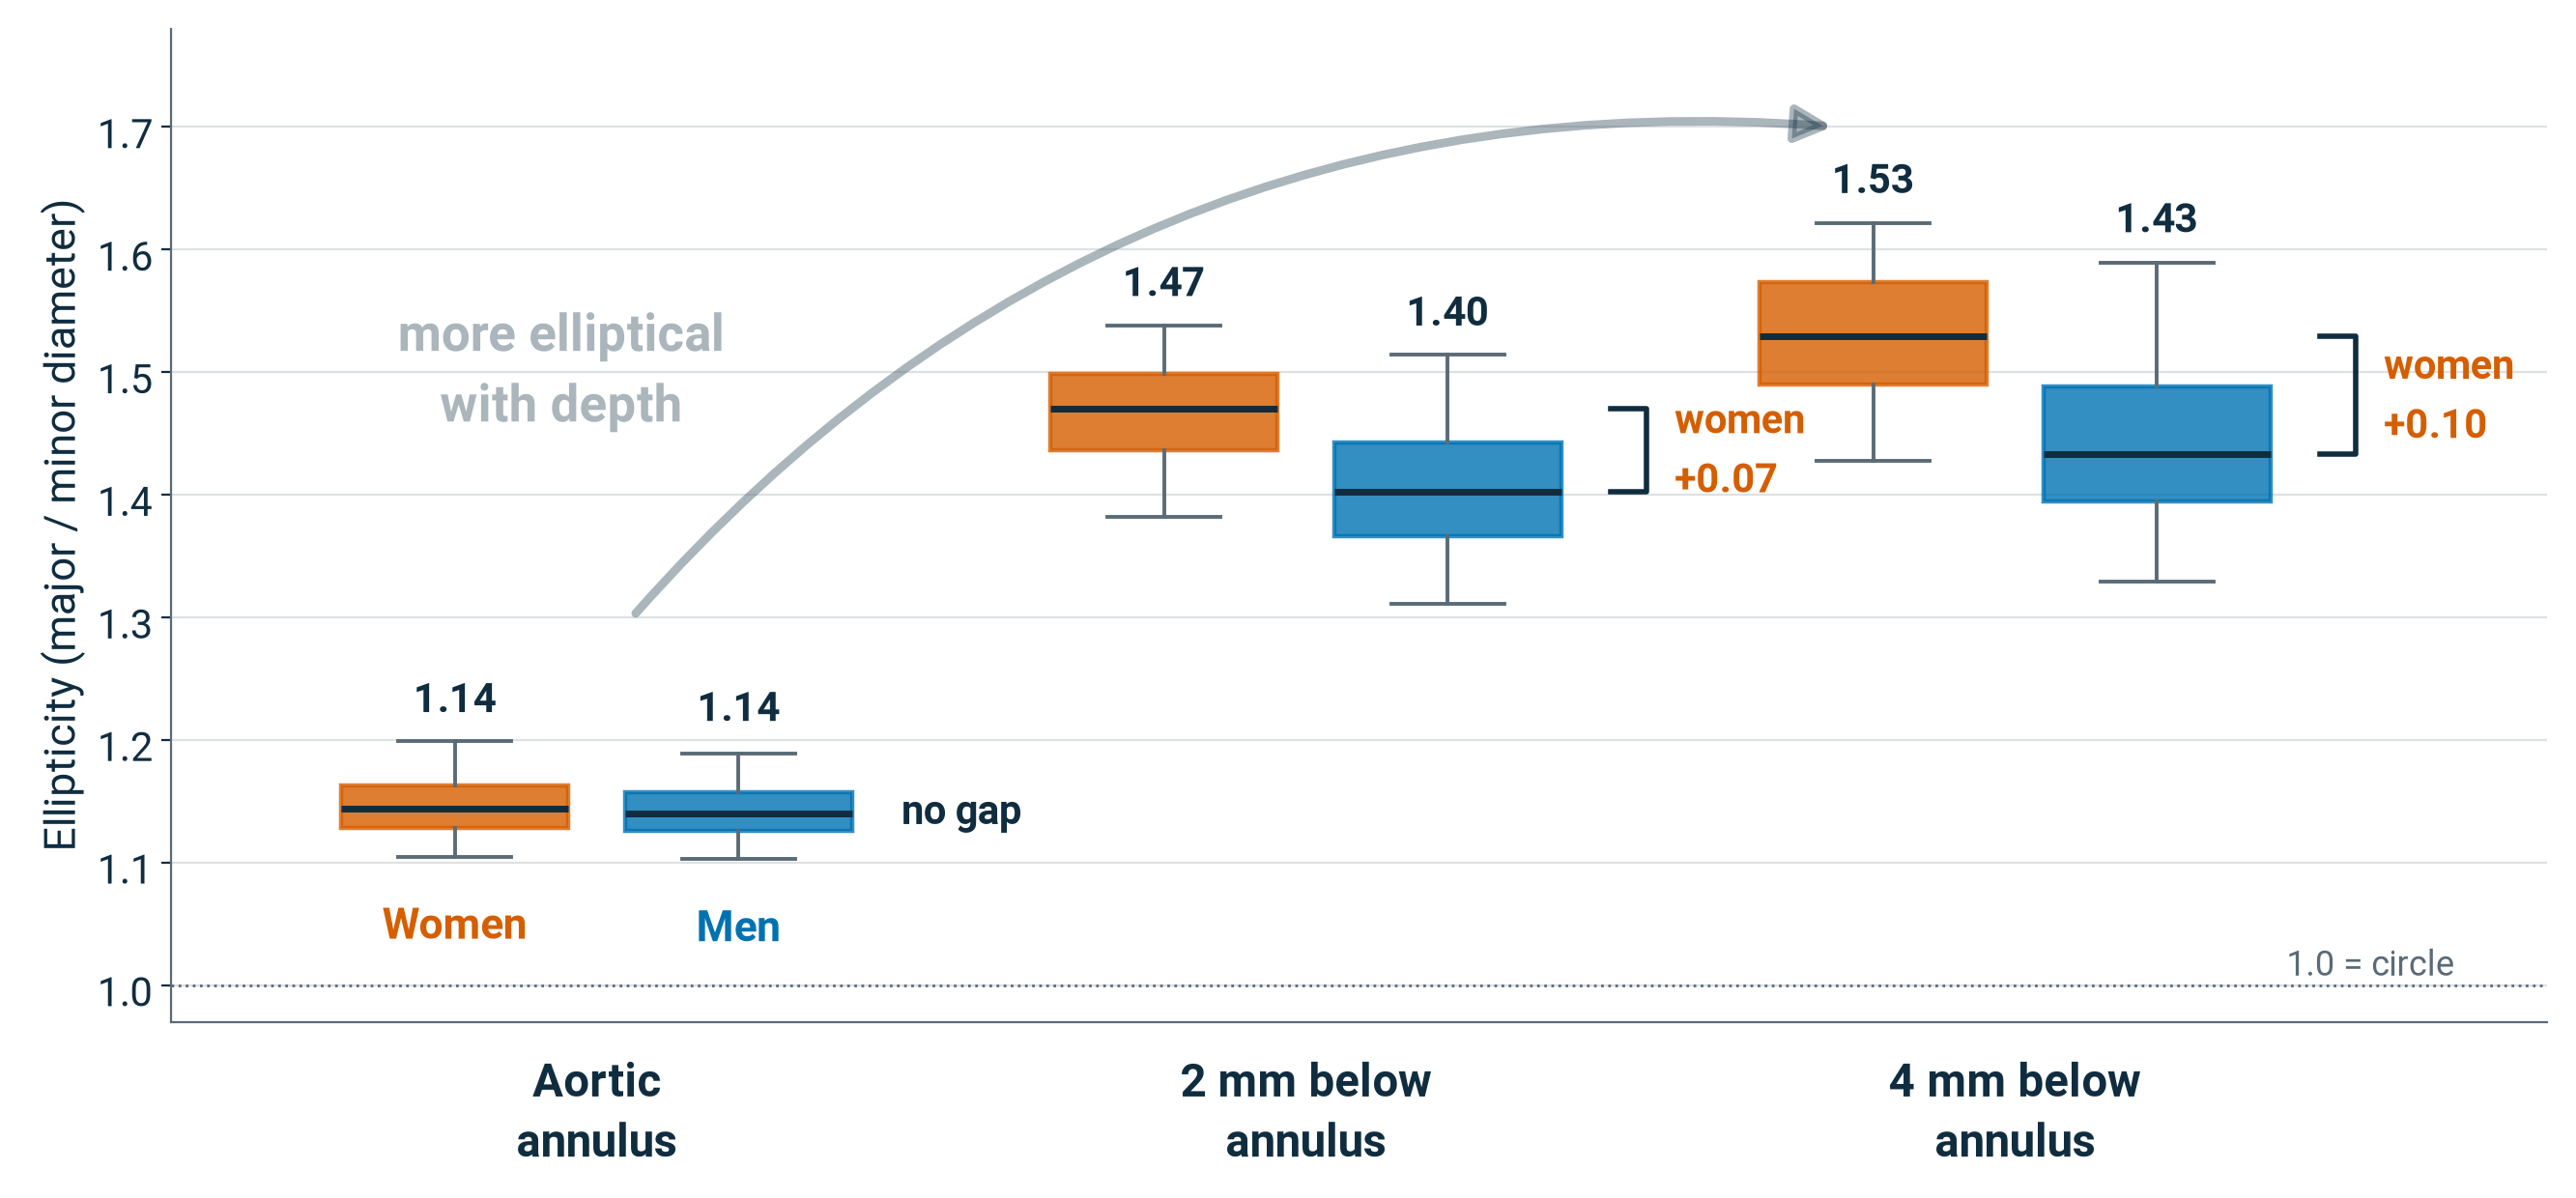 Ellipticity (major / minor diameter)
1.7
1.6
1.5
1.4
1.3
1.2
1.1
1.0
more elliptical
with depth
1.14
1.14
no gap
Women
Men
1.47
1.40
women
+0.07
1.53
1.43
women
+0.10
1.0 = circle
Aortic
annulus
2 mm below
annulus
4 mm below
annulus